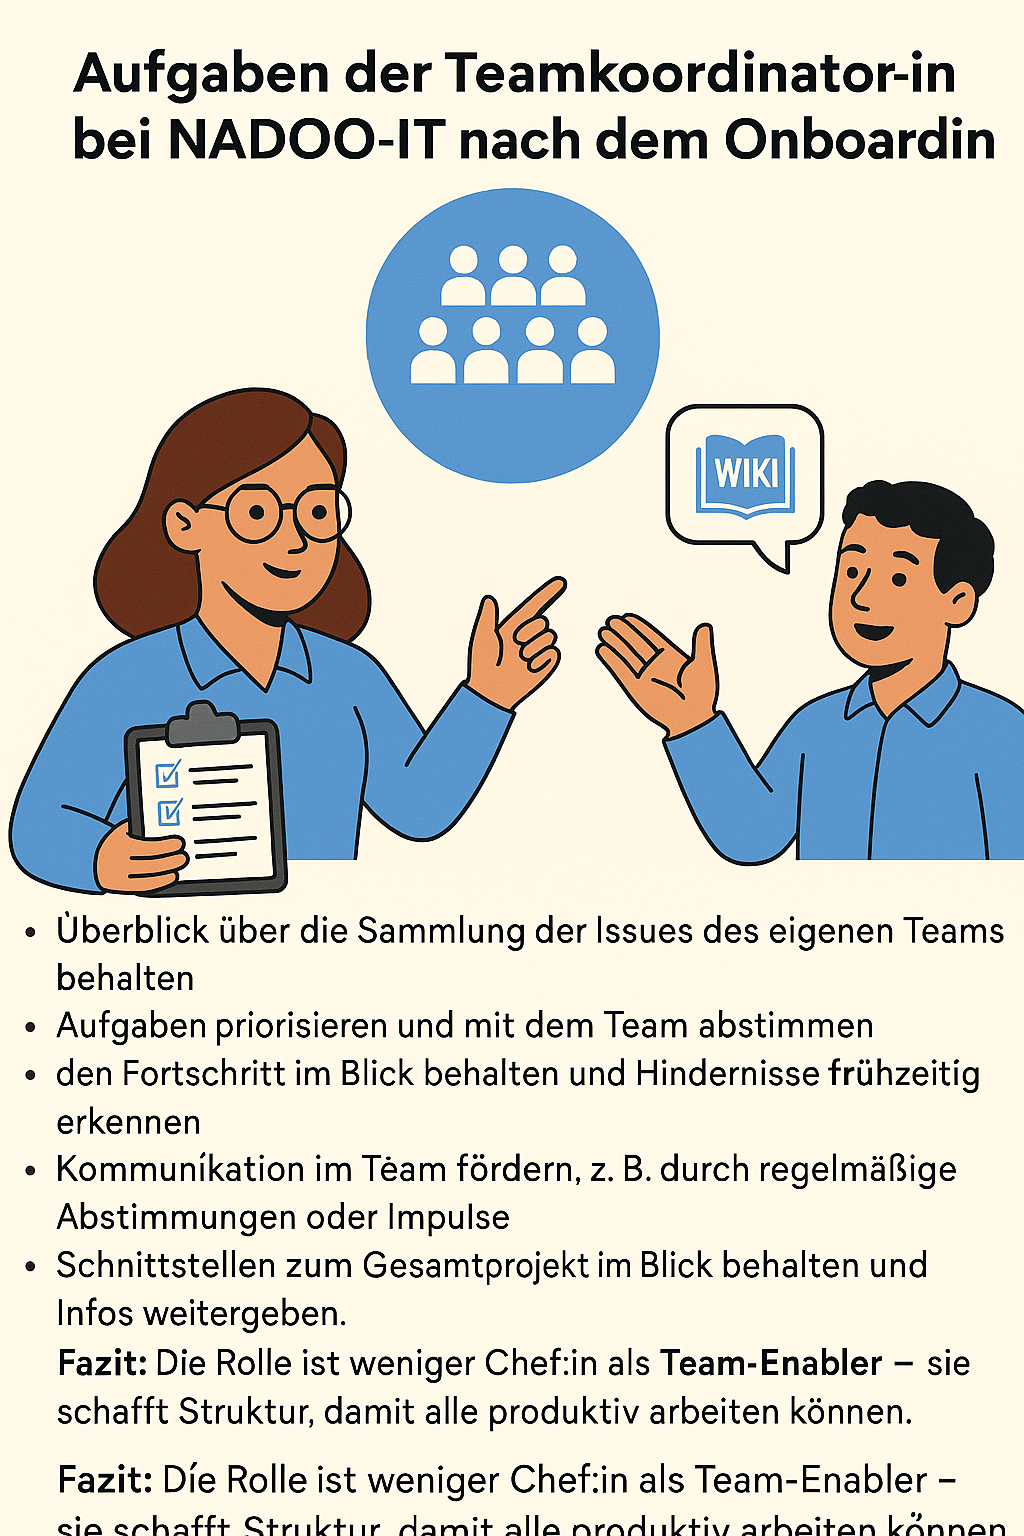 Aufgaben der Teamkoordinator-in
bei NADOO-IT nach dem Onboardin
WIKI
• Ùberblick über die Sammlung der Issues des eigenen Teams
behalten
• Aufgaben priorisieren und mit dem Team abstimmen
• den Fortschritt im Blick behalten und Hindernisse frühzeitíg
erkennen
• Kommuníkation im Tėam fördern, z. B. durch regelmäßige
Abstimmungen oder Impulse
• Schnittstellen zum Gesamtprojekt im Blick behalten und
Infos weitergeben.
Fazit: Die Rolle ist weniger Chef:in als Team-Enabler – sie
schafft Struktur, damit alle produktiv arbeiten können.
Fazit: Díe Rolle ist weniger Chef:in als Team-Enabler –
sie schafft Struktur, damit alle produktiv arbeiten können